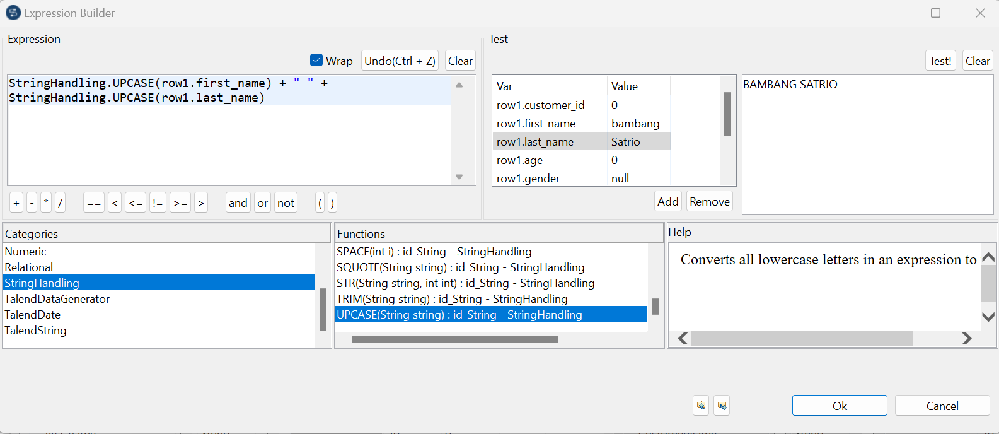 Expression Builder
Expression
Wrap
Undo(Ctrl + Z)
Clear
StringHandling.UPCASE(row1.first_name) + " " +
StringHandling.UPCASE(row1.last_name)
+ - * / == < <= != >= > and or not ( )
Test
Test!
Clear
Var Value
row1.customer_id 0
row1.first_name bambang
row1.last_name Satrio
row1.age 0
row1.gender null
Add
Remove
BAMBANG SATRIO
Categories
Numeric
Relational
StringHandling
TalendDataGenerator
TalendDate
TalendString
Functions
SPACE(int i) : id_String - StringHandling
SQUOTE(String string) : id_String - StringHandling
STR(String string, int int) : id_String - StringHandling
TRIM(String string) : id_String - StringHandling
UPCASE(String string) : id_String - StringHandling
Help
Converts all lowercase letters in an expression to
Ok
Cancel